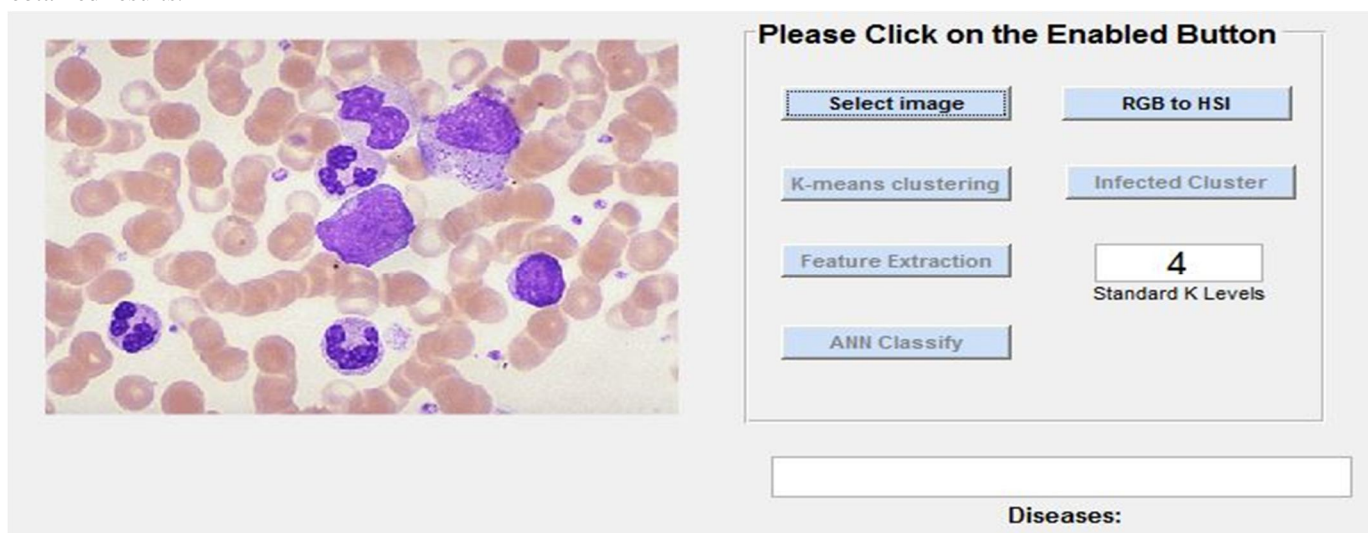 Please Click on the Enabled Button
Select image
RGB to HSI
K-means clustering
Infected Cluster
Feature Extraction
4
Standard K Levels
ANN Classify
Diseases: